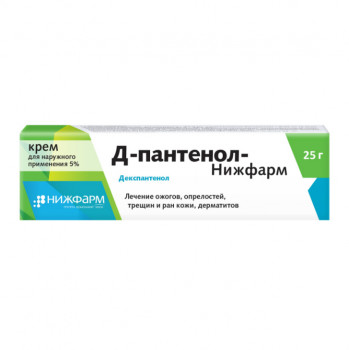 крем
для наружного
применения 5%
Д-пантенол-
Нижфарм
25 г
Декспантенол
НИЖФАРМ
Лечение ожогов, опрелостей,
трещин и ран кожи, дерматитов